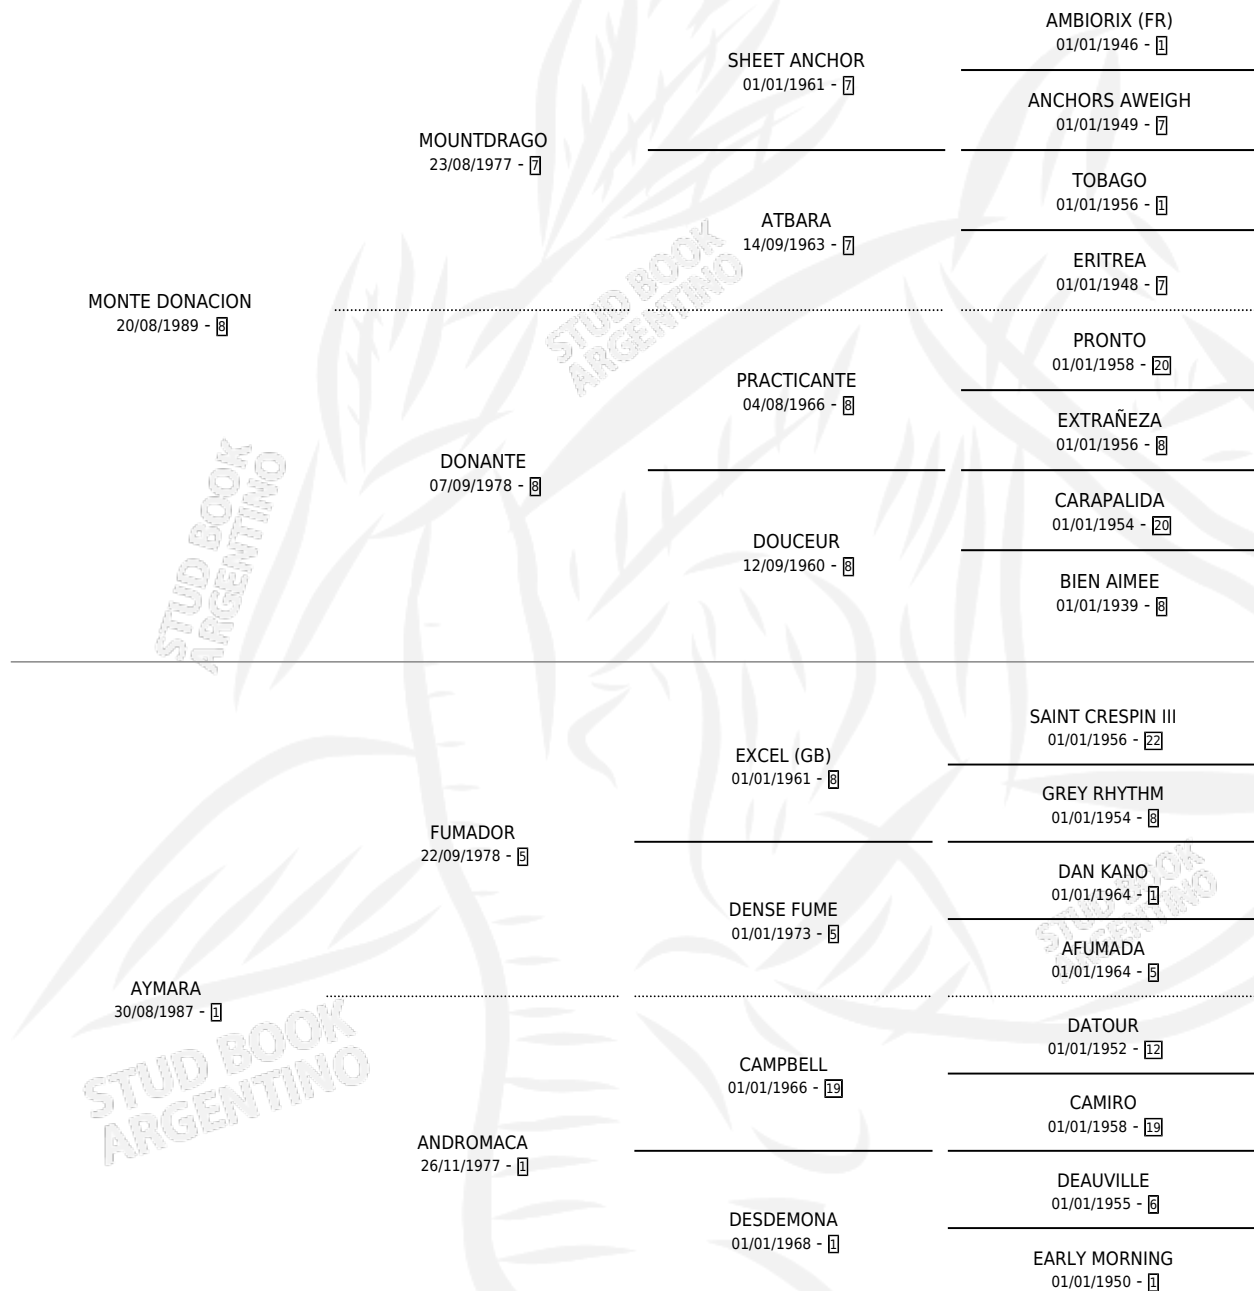 AMBIORIX (FR)
01/01/1946 - 1
SHEET ANCHOR
01/01/1961 - 7
ANCHORS AWEIGH
01/01/1949 - 7
MOUNTDRAGO
23/08/1977 - 7
TOBAGO
01/01/1956 - 1
ATBARA
14/09/1963 - 7
ERITREA
01/01/1948 - 7
MONTE DONACION
20/08/1989 - 8
PRONTO
01/01/1958 - 20
PRACTICANTE
04/08/1966 - 8
EXTRAÑEZA
01/01/1956 - 8
DONANTE
07/09/1978 - 8
CARAPALIDA
01/01/1954 - 20
DOUCEUR
12/09/1960 - 8
BIEN AIMEE
01/01/1939 - 8
SAINT CRESPIN III
01/01/1956 - 22
EXCEL (GB)
01/01/1961 - 8
GREY RHYTHM
01/01/1954 - 8
FUMADOR
22/09/1978 - 5
DAN KANO
01/01/1964 - 1
DENSE FUME
01/01/1973 - 5
AFUMADA
01/01/1964 - 5
AYMARA
30/08/1987 - 1
DATOUR
01/01/1952 - 12
CAMPBELL
01/01/1966 - 19
CAMIRO
01/01/1958 - 19
ANDROMACA
26/11/1977 - 1
DEAUVILLE
01/01/1955 - 6
DESDEMONA
01/01/1968 - 1
EARLY MORNING
01/01/1950 - 1
STUD BOOK
ARGENTINO
STUD BOOK
ARGENTINO
STUD BOOK
ARGENTINO
STUD BOOK
ARGENTINO